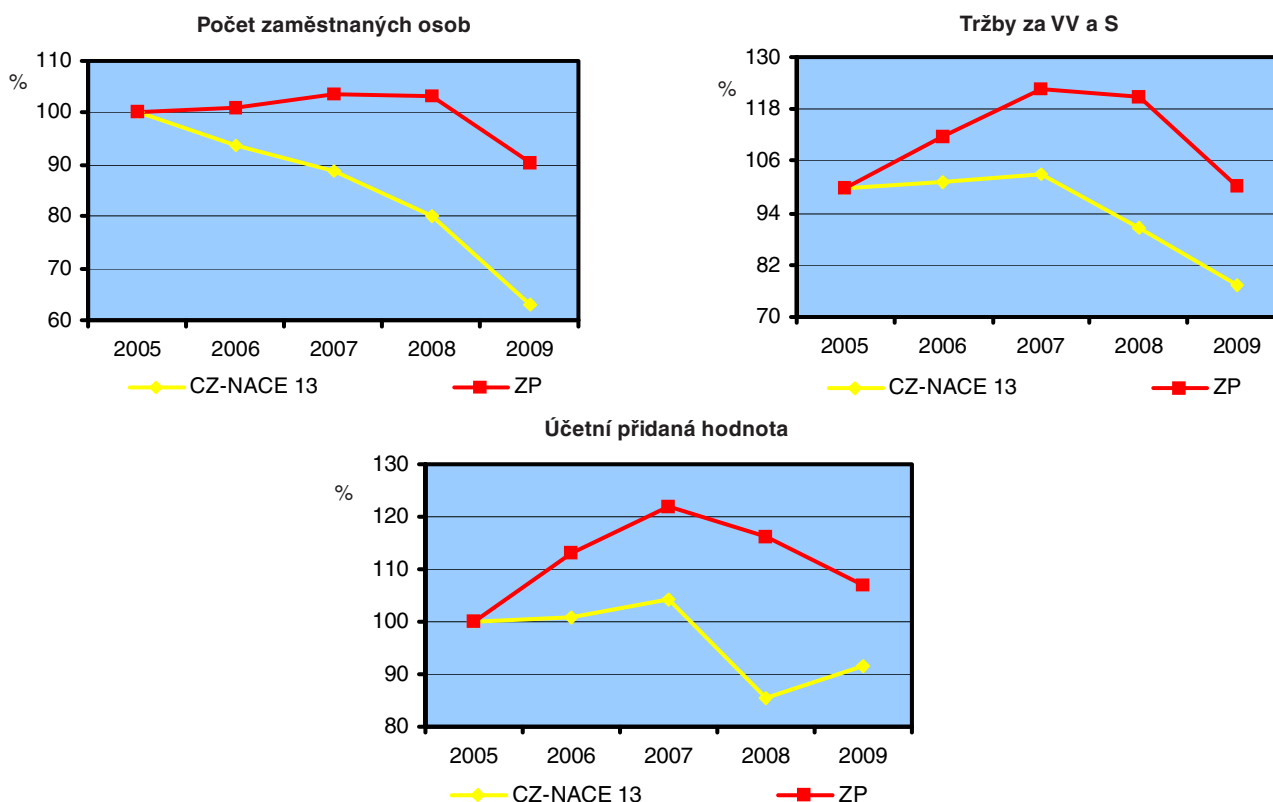 Počet zaměstnaných osob
%
110
100
90
80
70
60
2005 2006 2007 2008 2009
CZ-NACE 13 ZP
Tržby za VV a S
%
130
118
106
94
82
70
2005 2006 2007 2008 2009
CZ-NACE 13 ZP
Účetní přidaná hodnota
%
130
120
110
100
90
80
2005 2006 2007 2008 2009
CZ-NACE 13 ZP